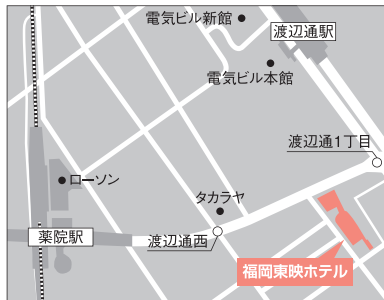 電気ビル新館
渡辺通駅
電気ビル本館
渡辺通1丁目
ローソン
タカラヤ
薬院駅
渡辺通西
福岡東映ホテル